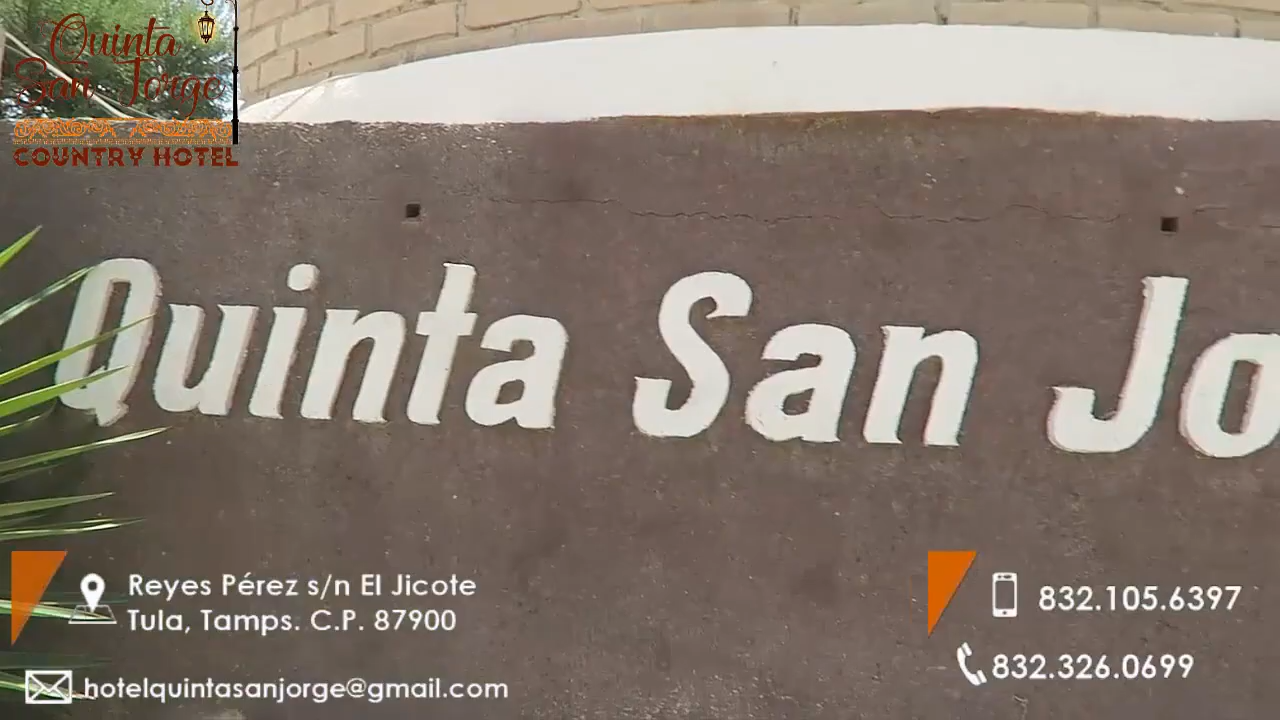 Quinta
San Jorge
COUNTRY HOTEL
Quinta San Jo
Reyes Pérez s/n El Jicote
Tula, Tamps. C.P. 87900
hotelquintasanjorge@gmail.com
832.105.6397
832.326.0699